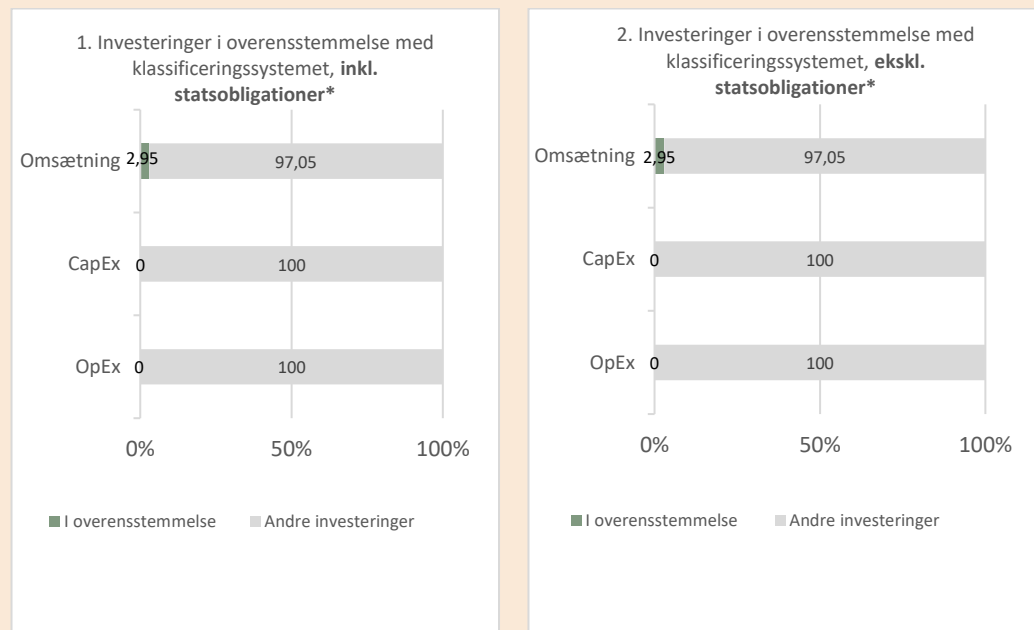 1. Investeringer i overensstemmelse med
klassificeringssystemet, inkl.
statsobligationer*
Omsætning 2,95 97,05
CapEx 0 100
OpEx 0 100
0% 50% 100%
I overensstemmelse Andre investeringer
2. Investeringer i overensstemmelse med
klassificeringssystemet, ekskl.
statsobligationer*
Omsætning 2,95 97,05
CapEx 0 100
OpEx 0 100
0% 50% 100%
I overensstemmelse Andre investeringer